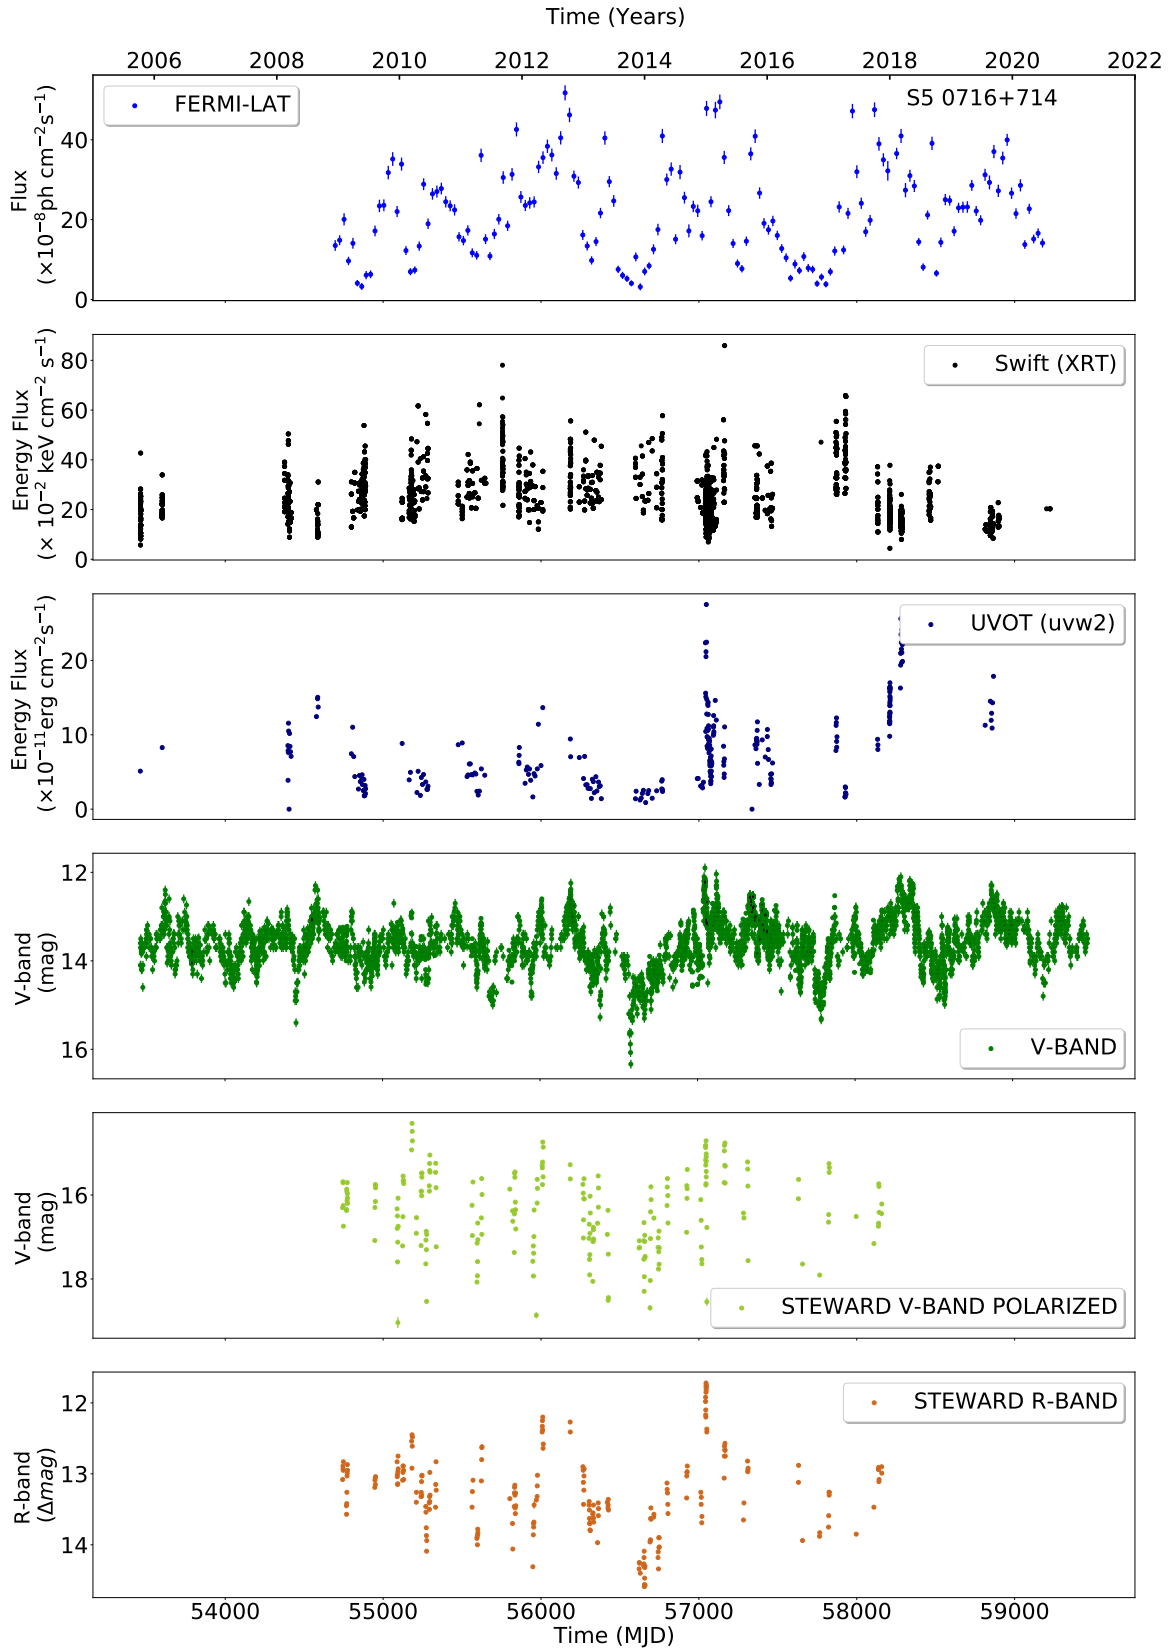 Time (Years)
2006 2008 2010 2012 2014 2016 2018 2020 2022
FERMI-LAT
S5 0716+714
Flux
(×10⁻⁸ph cm⁻²s⁻¹)
40
20
0
Swift (XRT)
Energy Flux
(× 10⁻² keV cm⁻² s⁻¹)
80
60
40
20
0
UVOT (uvw2)
Energy Flux
(×10⁻¹¹erg cm⁻²s⁻¹)
20
10
0
V-band
(mag)
12
14
16
V-BAND
V-band
(mag)
16
18
STEWARD V-BAND POLARIZED
STEWARD R-BAND
R-band
(Δmag)
12
13
14
54000 55000 56000 57000 58000 59000
Time (MJD)